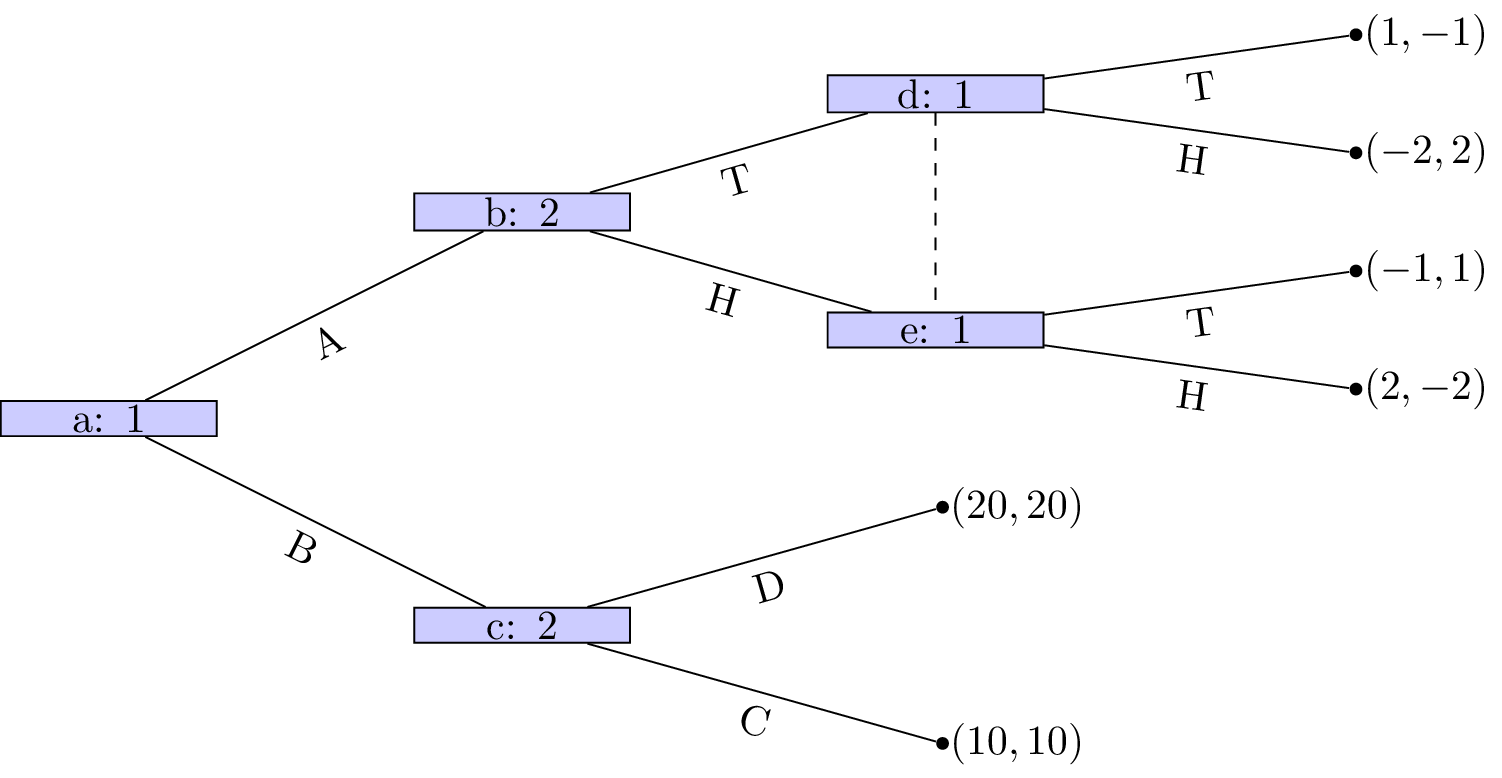 (1, −1)
d: 1
T
(−2, 2)
H
b: 2
T
(−1, 1)
H
T
e: 1
A
(2, −2)
H
a: 1
(20, 20)
B
D
c: 2
C
(10, 10)